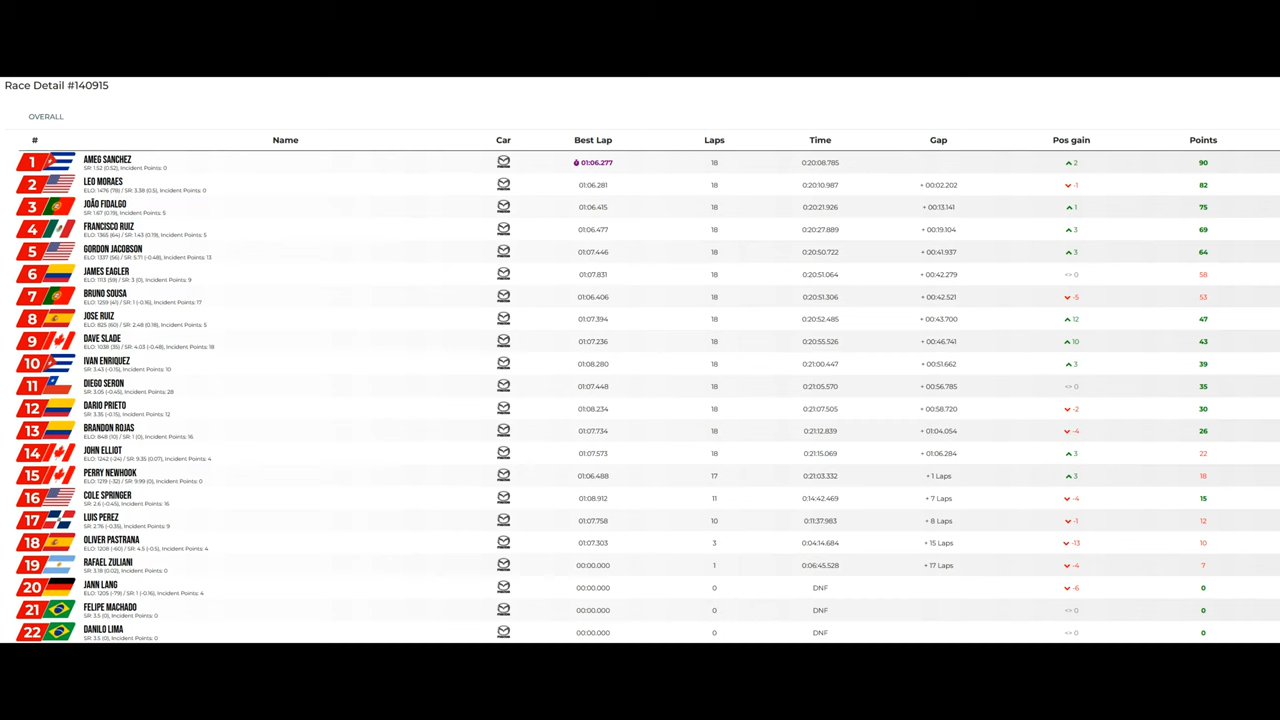 Race Detail #140915
OVERALL
# Name Car Best Lap Laps Time Gap Pos gain Points
1 AMEG SANCHEZ 01:06.277 18 0:20:08.785 2 90
SR: 1.52 (0.52), Incident Points: 0
2 LEO MORAES 01:06.281 18 0:20:10.987 + 00:02.202 -1 82
ELO: 1476 (78) / SR: 3.38 (0.5), Incident Points: 0
3 JOÃO FIDALGO 01:06.415 18 0:20:21.926 + 00:13.141 1 75
SR: 1.67 (0.19), Incident Points: 5
4 FRANCISCO RUIZ 01:06.477 18 0:20:27.889 + 00:19.104 3 69
ELO: 1365 (64) / SR: 1.43 (0.19), Incident Points: 5
5 GORDON JACOBSON 01:07.446 18 0:20:50.722 + 00:41.937 3 64
ELO: 1337 (56) / SR: 5.71 (-0.48), Incident Points: 13
6 JAMES EAGLER 01:07.831 18 0:20:51.064 + 00:42.279 <> 0 58
ELO: 1113 (59) / SR: 3 (0), Incident Points: 9
7 BRUNO SOUSA 01:06.406 18 0:20:51.306 + 00:42.521 -5 53
ELO: 1259 (41) / SR: 1 (-0.16), Incident Points: 17
8 JOSE RUIZ 01:07.394 18 0:20:52.485 + 00:43.700 12 47
ELO: 825 (60) / SR: 2.48 (0.18), Incident Points: 5
9 DAVE SLADE 01:07.236 18 0:20:55.526 + 00:46.741 10 43
ELO: 1038 (35) / SR: 4.03 (-0.48), Incident Points: 18
10 IVAN ENRIQUEZ 01:08.280 18 0:21:00.447 + 00:51.662 3 39
SR: 3.43 (-0.15), Incident Points: 10
11 DIEGO SERON 01:07.448 18 0:21:05.570 + 00:56.785 <> 0 35
SR: 3.05 (-0.45), Incident Points: 28
12 DARIO PRIETO 01:08.234 18 0:21:07.505 + 00:58.720 -2 30
SR: 3.35 (-0.15), Incident Points: 12
13 BRANDON ROJAS 01:07.734 18 0:21:12.839 + 01:04.054 -4 26
ELO: 848 (10) / SR: 1 (0), Incident Points: 16
14 JOHN ELLIOT 01:07.573 18 0:21:15.069 + 01:06.284 3 22
ELO: 1242 (-24) / SR: 9.35 (0.07), Incident Points: 4
15 PERRY NEWHOOK 01:06.488 17 0:21:03.332 + 1 Laps 3 18
ELO: 1219 (-32) / SR: 9.99 (0), Incident Points: 0
16 COLE SPRINGER 01:08.912 11 0:14:42.469 + 7 Laps -4 15
SR: 2.6 (-0.45), Incident Points: 16
17 LUIS PEREZ 01:07.758 10 0:11:37.983 + 8 Laps -1 12
SR: 2.76 (-0.35), Incident Points: 9
18 OLIVER PASTRANA 01:07.303 3 0:04:14.684 + 15 Laps -13 10
ELO: 1208 (-60) / SR: 4.5 (-0.5), Incident Points: 4
19 RAFAEL ZULIANI 00:00.000 1 0:06:45.528 + 17 Laps -4 7
SR: 3.18 (0.02), Incident Points: 0
20 JANN LANG 00:00.000 0 DNF -6 0
ELO: 1205 (-79) / SR: 1 (-0.16), Incident Points: 4
21 FELIPE MACHADO 00:00.000 0 DNF <> 0 0
SR: 3.5 (0), Incident Points: 0
22 DANILO LIMA 00:00.000 0 DNF <> 0 0
SR: 3.5 (0), Incident Points: 0